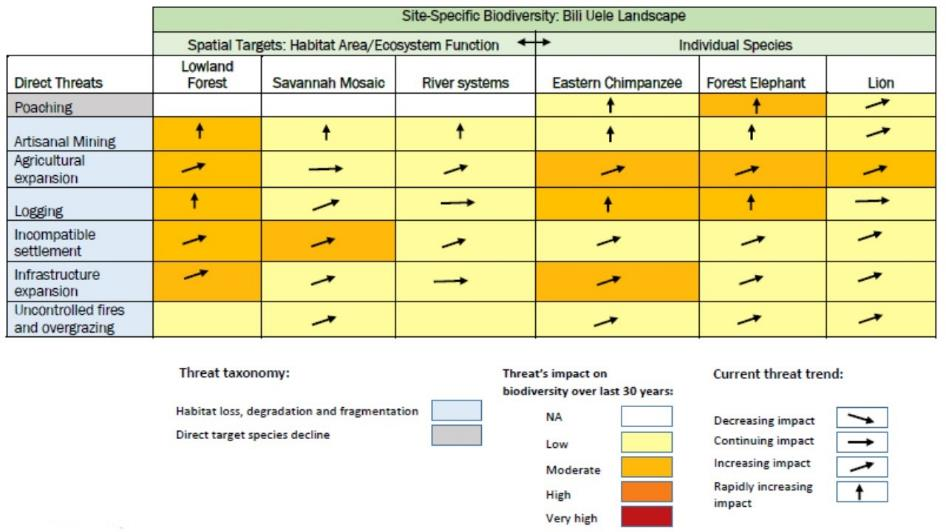 Site-Specific Biodiversity: Bili Uele Landscape
Spatial Targets: Habitat Area/Ecosystem Function
Individual Species
Direct Threats
Lowland
Forest
Savannah Mosaic
River systems
Eastern Chimpanzee
Forest Elephant
Lion
Poaching
Artisanal Mining
Agricultural
expansion
Logging
Incompatible
settlement
Infrastructure
expansion
Uncontrolled fires
and overgrazing
Threat taxonomy:
Habitat loss, degradation and fragmentation
Direct target species decline
Threat's impact on
biodiversity over last 30 years:
NA
Low
Moderate
High
Very high
Current threat trend:
Decreasing impact
Continuing impact
Increasing impact
Rapidly increasing
impact